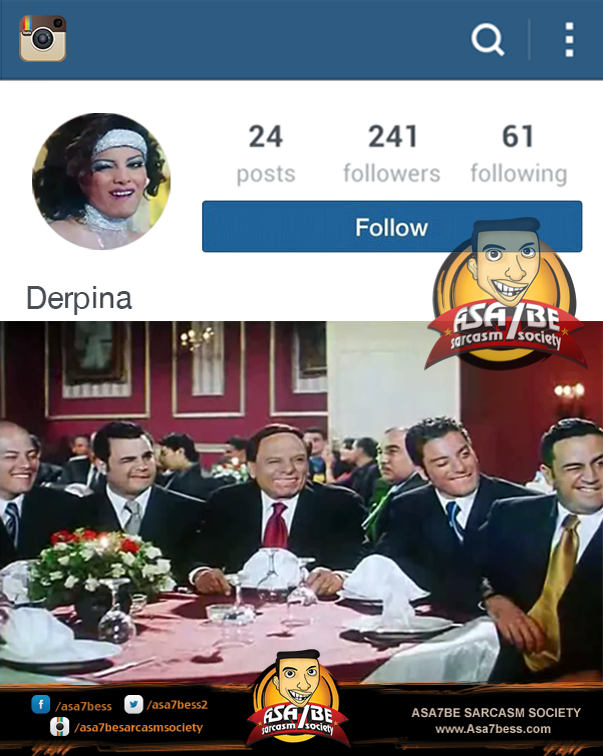 24
241
61
posts
followers
following
Follow
Derpina
ASA7BE
sarcasm society
/asa7bess
/asa7bess2
/asa7besarcasmsociety
ASA7BE
sarcasm society
ASA7BE SARCASM SOCIETY
www.Asa7bess.com